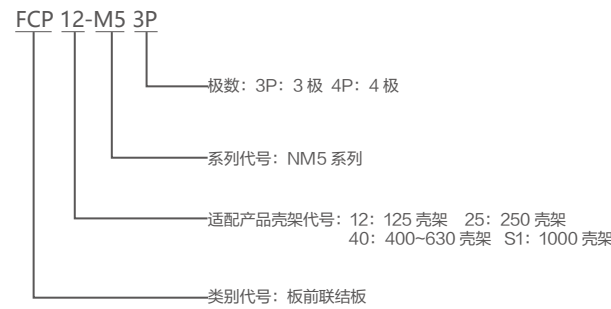 FCP 12-M5 3P
极数：3P：3 极 4P：4 极
系列代号：NM5 系列
适配产品壳架代号：12：125 壳架 25：250 壳架
40：400~630 壳架 S1：1000 壳架
类别代号：板前联结板